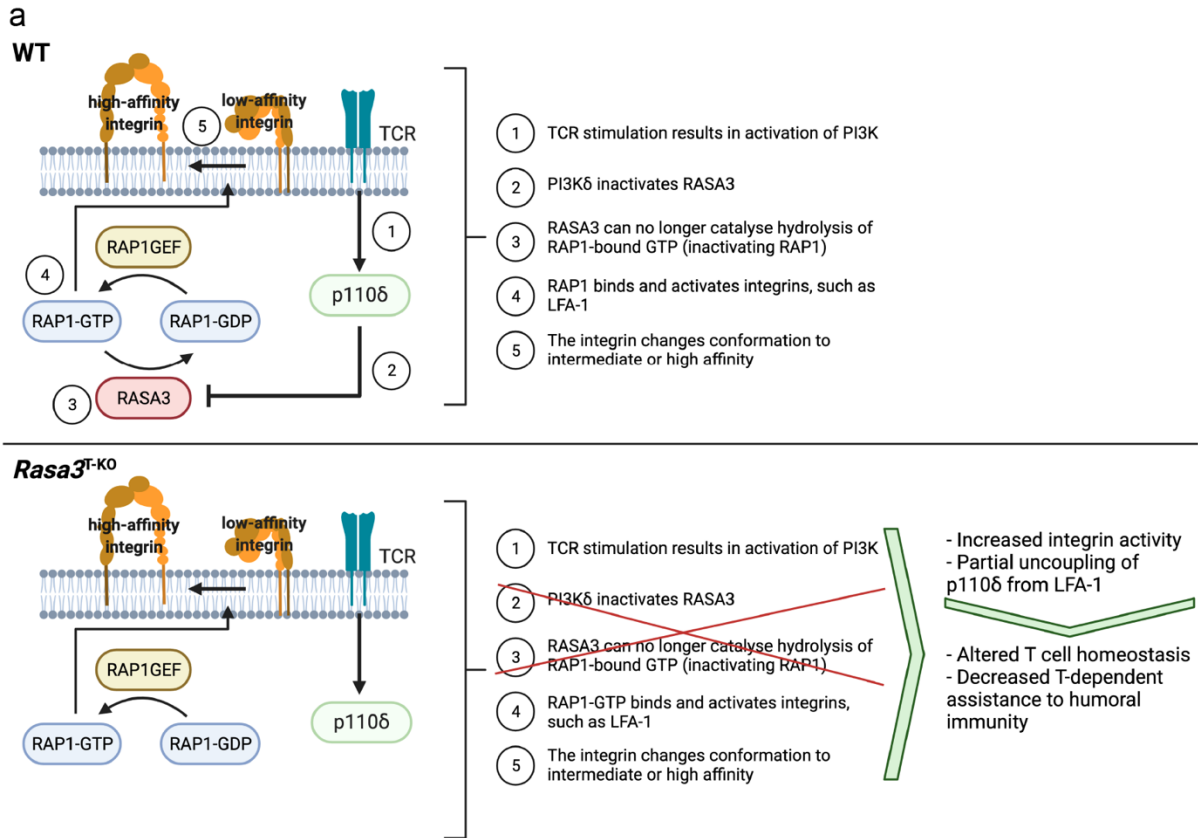 a
WT
high-affinity
integrin
5
low-affinity
integrin
TCR
1
RAP1GEF
4
p110δ
RAP1-GTP
RAP1-GDP
2
3
RASA3
1 TCR stimulation results in activation of PI3K
2 PI3Kδ inactivates RASA3
3 RASA3 can no longer catalyse hydrolysis of
RAP1-bound GTP (inactivating RAP1)
4 RAP1 binds and activates integrins, such as
LFA-1
5 The integrin changes conformation to
intermediate or high affinity
Rasa3T-KO
high-affinity
integrin
low-affinity
integrin
TCR
RAP1GEF
p110δ
RAP1-GTP
RAP1-GDP
1 TCR stimulation results in activation of PI3K
2 PI3Kδ inactivates RASA3
3 RASA3 can no longer catalyse hydrolysis of
RAP1-bound GTP (inactivating RAP1)
4 RAP1-GTP binds and activates integrins,
such as LFA-1
5 The integrin changes conformation to
intermediate or high affinity
- Increased integrin activity
- Partial uncoupling of
p110δ from LFA-1
- Altered T cell homeostasis
- Decreased T-dependent
assistance to humoral
immunity